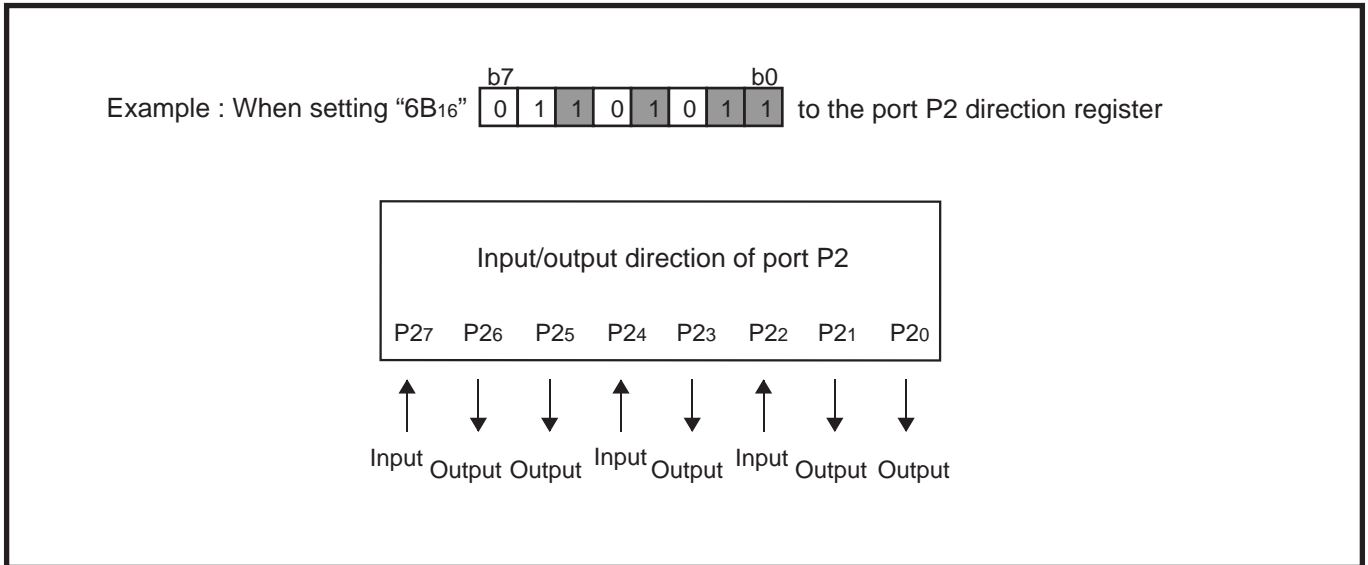 b7 b0
Example : When setting “6B16” 0 1 1 0 1 0 1 1 to the port P2 direction register
Input/output direction of port P2
P27 P26 P25 P24 P23 P22 P21 P20
Input Output Output Input Output Input Output Output